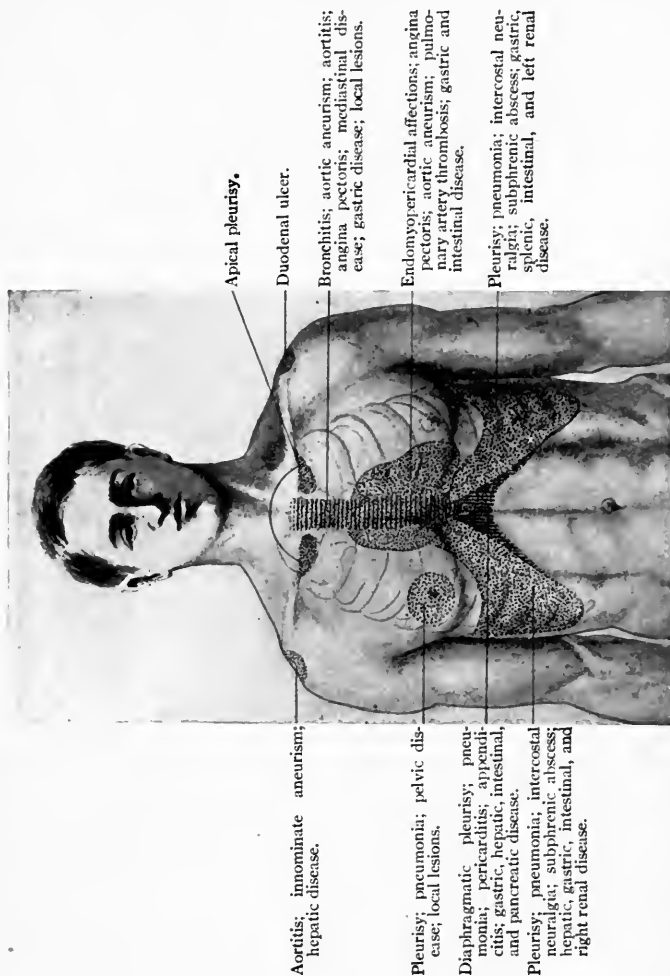 Apical pleurisy.
Duodenal ulcer.
Bronchitis; aortic aneurism; aortitis;
angina pectoris; mediastinal dis-
ease; gastric disease; local lesions.
Endomyopericardial affections; angina
pectoris; aortic aneurism; pulmo-
nary artery thrombosis; gastric and
intestinal disease.
Pleurisy; pneumonia; intercostal neu-
ralgia; subphrenic abscess; gastric,
splenic, intestinal, and left renal
disease.
Aortitis; innominate aneurism;
hepatic disease.
Pleurisy; pneumonia; pelvic dis-
ease; local lesions.
Diaphragmatic pleurisy; pneu-
monia; pericarditis; appendi-
citis; gastric, hepatic, intestinal,
and pancreatic disease.
Pleurisy; pneumonia; intercostal
neuralgia; subphrenic abscess;
hepatic, gastric, intestinal, and
right renal disease.